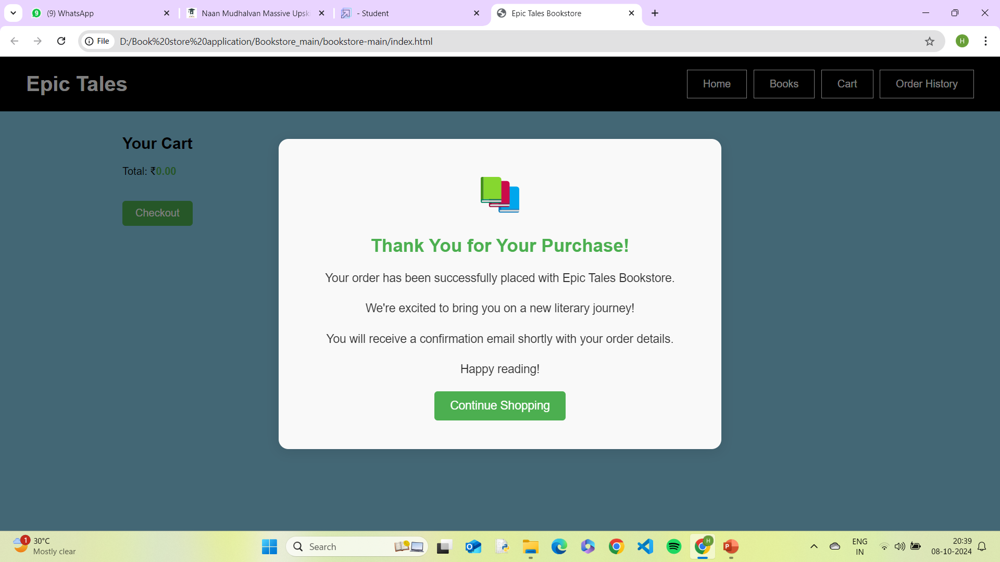 (9) WhatsApp
Naan Mudhalvan Massive Upski
- Student
Epic Tales Bookstore
File
D:/Book%20store%20application/Bookstore_main/bookstore-main/index.html
H
Epic Tales
Home
Books
Cart
Order History
Your Cart
Total: ₹0.00
Checkout
Thank You for Your Purchase!
Your order has been successfully placed with Epic Tales Bookstore.
We're excited to bring you on a new literary journey!
You will receive a confirmation email shortly with your order details.
Happy reading!
Continue Shopping
1
30°C
Mostly clear
Search
H
ENG
IN
20:39
08-10-2024